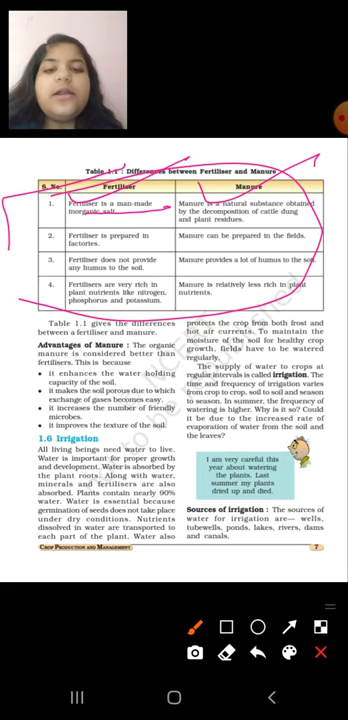 Table 1.1 : Differences between Fertiliser and Manure
S. No. Fertiliser Manure
1. Fertiliser is a man-made inorganic salt. Manure is a natural substance obtained by the decomposition of cattle dung and plant residues.
2. Fertiliser is prepared in factories. Manure can be prepared in the fields.
3. Fertiliser does not provide any humus to the soil. Manure provides a lot of humus to the soil.
4. Fertilisers are very rich in plant nutrients like nitrogen, phosphorus and potassium. Manure is relatively less rich in plant nutrients.
Table 1.1 gives the differences
between a fertiliser and manure.
Advantages of Manure : The organic
manure is considered better than
fertilisers. This is because
• it enhances the water holding
capacity of the soil.
• it makes the soil porous due to which
exchange of gases becomes easy.
• it increases the number of friendly
microbes.
• it improves the texture of the soil.
1.6 Irrigation
All living beings need water to live.
Water is important for proper growth
and development. Water is absorbed by
the plant roots. Along with water,
minerals and fertilisers are also
absorbed. Plants contain nearly 90%
water. Water is essential because
germination of seeds does not take place
under dry conditions. Nutrients
dissolved in water are transported to
each part of the plant. Water also
protects the crop from both frost and
hot air currents. To maintain the
moisture of the soil for healthy crop
growth, fields have to be watered
regularly.
The supply of water to crops at
regular intervals is called irrigation. The
time and frequency of irrigation varies
from crop to crop, soil to soil and season
to season. In summer, the frequency of
watering is higher. Why is it so? Could
it be due to the increased rate of
evaporation of water from the soil and
the leaves?
I am very careful this
year about watering
the plants. Last
summer my plants
dried up and died.
Sources of irrigation : The sources of
water for irrigation are— wells,
tubewells, ponds, lakes, rivers, dams
and canals.
CROP PRODUCTION AND MANAGEMENT 7